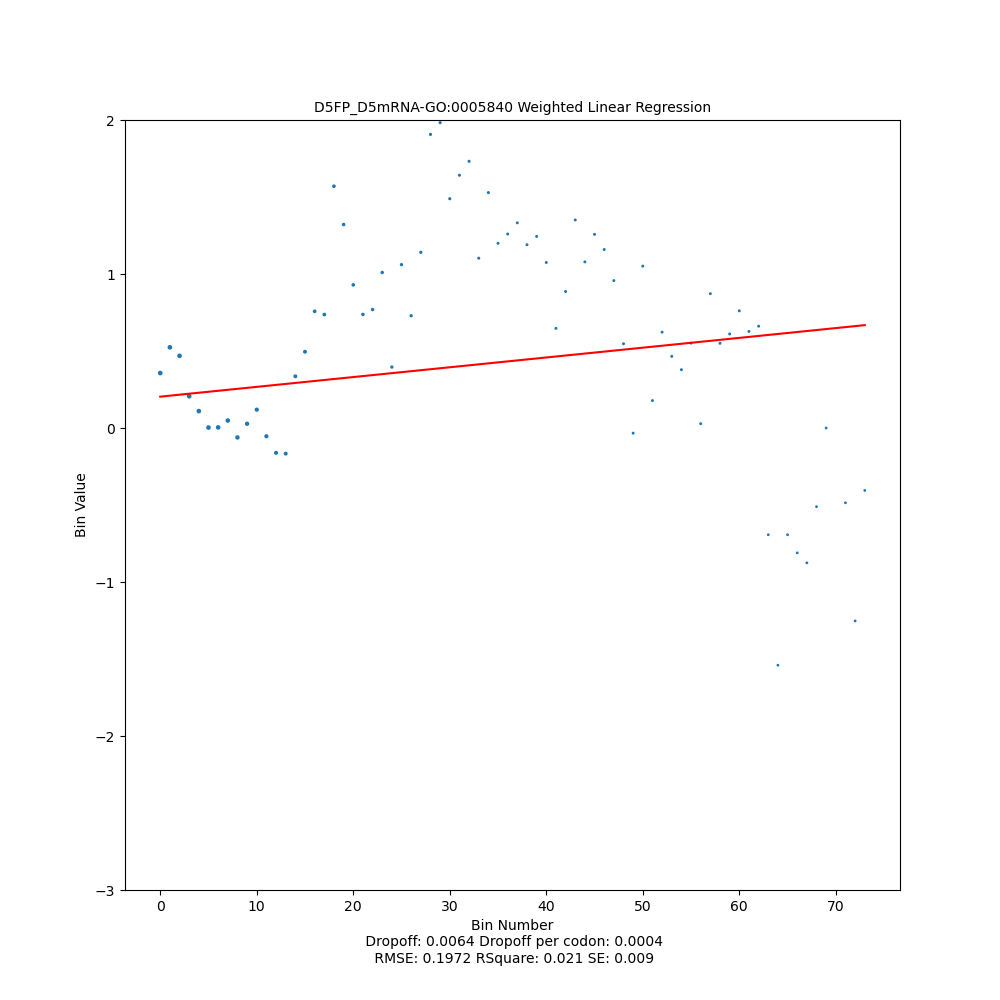 D5FP_D5mRNA-GO:0005840 Weighted Linear Regression
2
1
0
−1
−2
−3
Bin Value
0 10 20 30 40 50 60 70
Bin Number
Dropoff: 0.0064 Dropoff per codon: 0.0004
RMSE: 0.1972 RSquare: 0.021 SE: 0.009